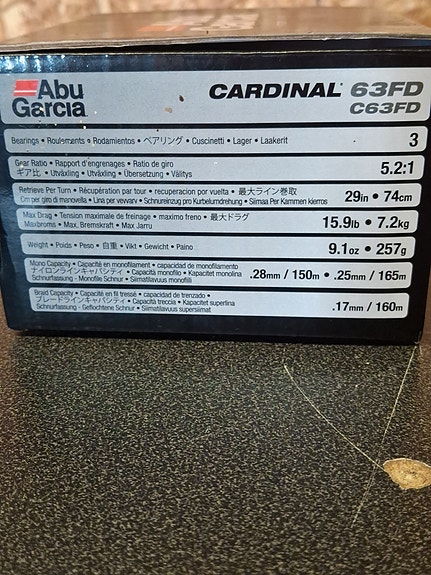 Abu
Garcia
CARDINAL 63FD
C63FD
Bearings • Roulements • Rodamientos • ベアリング • Cuscinetti • Lager • Laakerit
3
Gear Ratio • Rapport d'engrenages • Ratio de giro
ギア比 • Utväxling • Utväxling • Übersetzung • Välitys
5.2:1
Retrieve Per Turn • Récupération par tour • recuperacion por vuelta • 最大ライン巻取
Cm per giro di manovella • Lina per vevvarv • Schnureinzug pro Kurbelumdrehung • Siimaa Per Kammen kierros
29in • 74cm
Max Drag • Tension maximale de freinage • maximo freno • 最大ドラグ
Maxbroms • Max. Bremskraft • Max Jarru
15.9lb • 7.2kg
Weight • Poids • Peso • 自重 • Vikt • Gewicht • Paino
9.1oz • 257g
Mono Capacity • Capacité en monofilament • capacidad de monofilamento
ナイロンラインキャパシティ • Capacità monofilo • Kapacitet monolina
Schnurfassung - Monofile Schnur • Siimatilavuus monofiili
.28mm / 150m • .25mm / 165m
Braid Capacity • Capacité en fil tressé • capacidad de trenzado •
ブレードラインキャパシティ • Capacità treccia • Kapacitet superlina
Schnurfassung - Geflochtene Schnur • Siimatilavuus supersiimat
.17mm / 160m